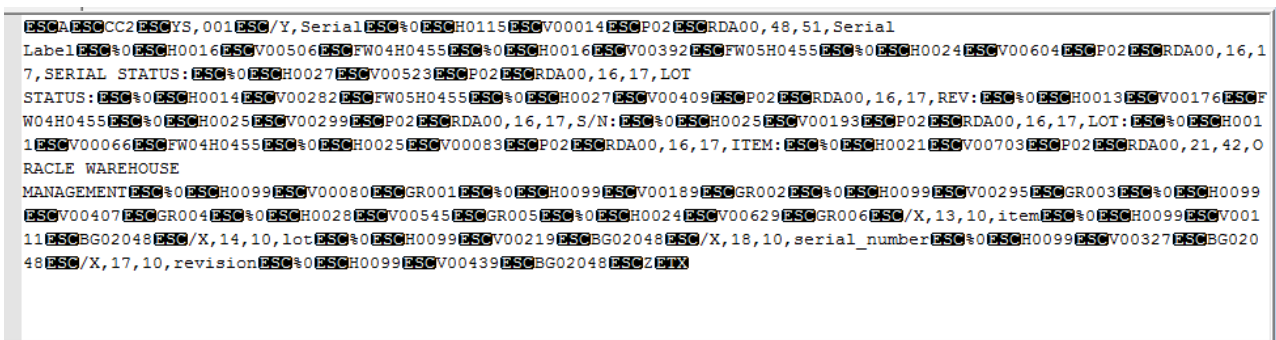 ESCAESCCC2ESCYS,001ESC/Y,SerialESC%0ESCH0115ESCV00014ESCP02ESCRDA00,48,51,Serial
LabelESC%0ESCH0016ESCV00506ESCFW04H0455ESC%0ESCH0016ESCV00392ESCFW05H0455ESC%0ESCH0024ESCV00604ESCP02ESCRDA00,16,1
7,SERIAL STATUS:ESC%0ESCH0027ESCV00523ESCP02ESCRDA00,16,17,LOT
STATUS:ESC%0ESCH0014ESCV00282ESCFW05H0455ESC%0ESCH0027ESCV00409ESCP02ESCRDA00,16,17,REV:ESC%0ESCH0013ESCV00176ESCF
W04H0455ESC%0ESCH0025ESCV00299ESCP02ESCRDA00,16,17,S/N:ESC%0ESCH0025ESCV00193ESCP02ESCRDA00,16,17,LOT:ESC%0ESCH001
1ESCV00066ESCFW04H0455ESC%0ESCH0025ESCV00083ESCP02ESCRDA00,16,17,ITEM:ESC%0ESCH0021ESCV00703ESCP02ESCRDA00,21,42,O
RACLE WAREHOUSE
MANAGEMENTESC%0ESCH0099ESCV00080ESCGR001ESC%0ESCH0099ESCV00189ESCGR002ESC%0ESCH0099ESCV00295ESCGR003ESC%0ESCH0099
ESCV00407ESCGR004ESC%0ESCH0028ESCV00545ESCGR005ESC%0ESCH0024ESCV00629ESCGR006ESC/X,13,10,itemESC%0ESCH0099ESCV001
11ESCBG02048ESC/X,14,10,lotESC%0ESCH0099ESCV00219ESCBG02048ESC/X,18,10,serial_numberESC%0ESCH0099ESCV00327ESCBG020
48ESC/X,17,10,revisionESC%0ESCH0099ESCV00439ESCBG02048ESCZETX